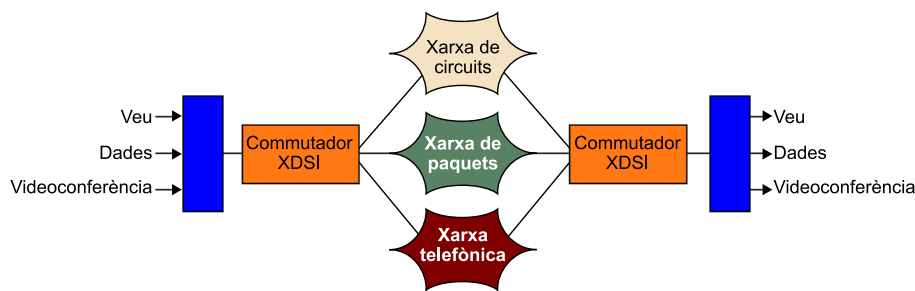 Xarxa de
circuits
Veu
Dades
Videoconferència
Commutador
XDSI
Xarxa de
paquets
Commutador
XDSI
Veu
Dades
Videoconferència
Xarxa
telefònica